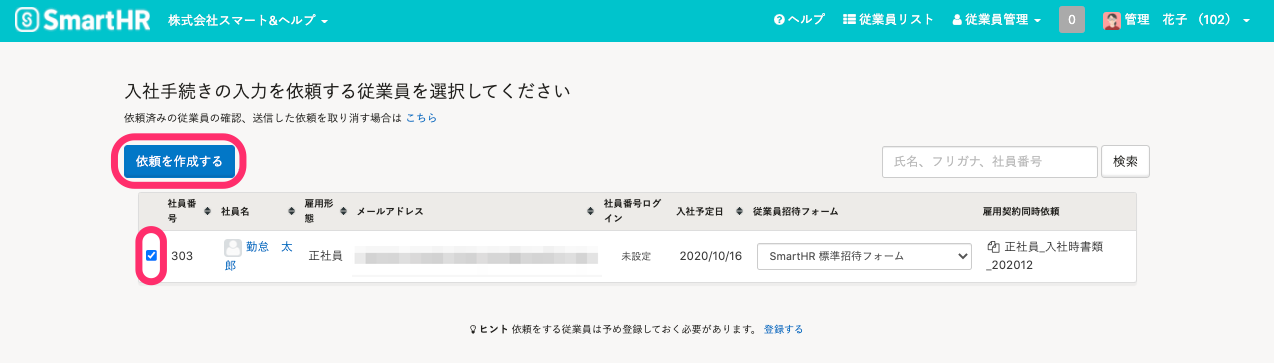 SmartHR 株式会社スマート&ヘルプ ヘルプ 従業員リスト 従業員管理 0 管理 花子 (102)
入社手続きの入力を依頼する従業員を選択してください
依頼済みの従業員の確認、送信した依頼を取り消す場合は こちら
依頼を作成する 氏名、フリガナ、社員番号 検索
社員番号 社員名 雇用形態 メールアドレス 社員番号ログイン 入社予定日 従業員招待フォーム 雇用契約同時依頼
303 勤怠 太郎 正社員 未設定 2020/10/16 SmartHR 標準招待フォーム 正社員_入社時書類_202012
ヒント 依頼をする従業員は予め登録しておく必要があります。 登録する